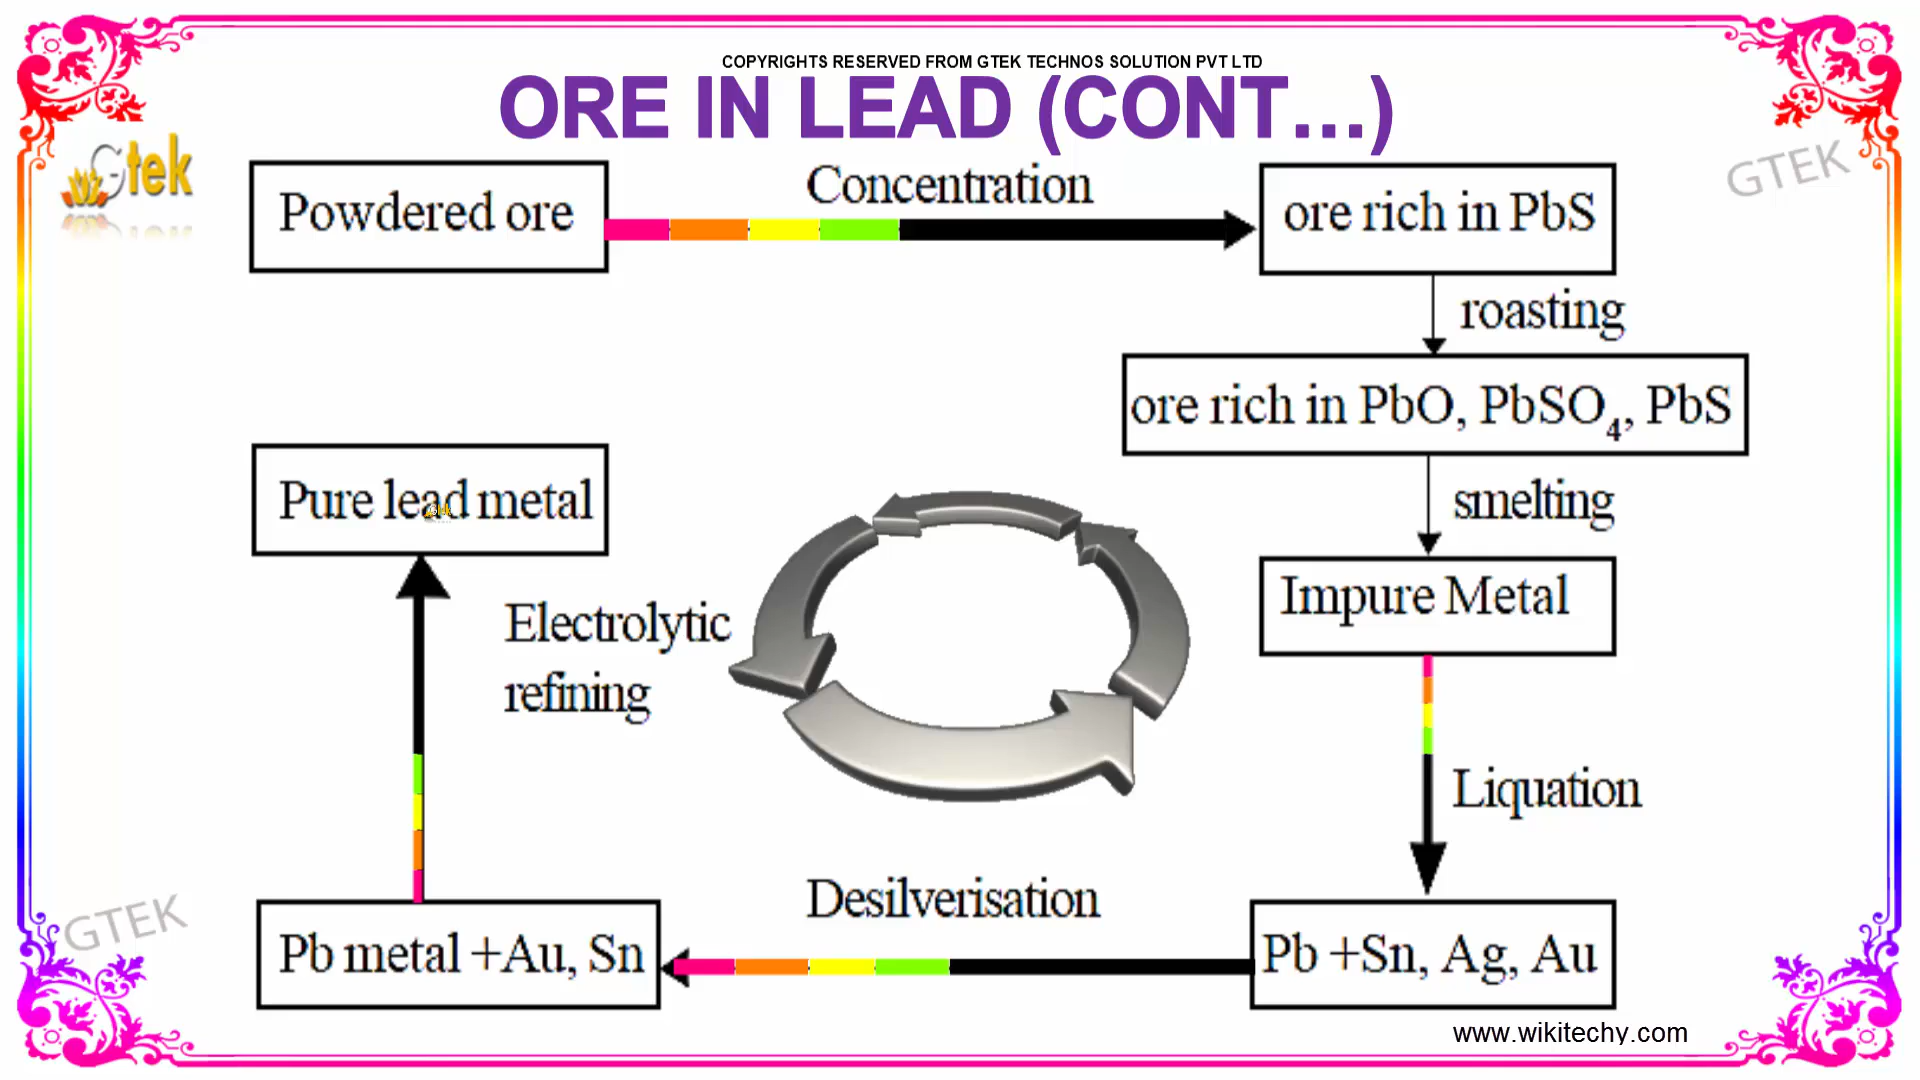 COPYRIGHTS RESERVED FROM GTEK TECHNOS SOLUTION PVT LTD
ORE IN LEAD (CONT...)
Gtek
GTEK
Powdered ore
Concentration
ore rich in PbS
roasting
ore rich in PbO, PbSO₄, PbS
smelting
Pure lead metal
Gtek
Impure Metal
Electrolytic
refining
Liquation
Desilverisation
GTEK
Pb metal +Au, Sn
Pb +Sn, Ag, Au
www.wikitechy.com